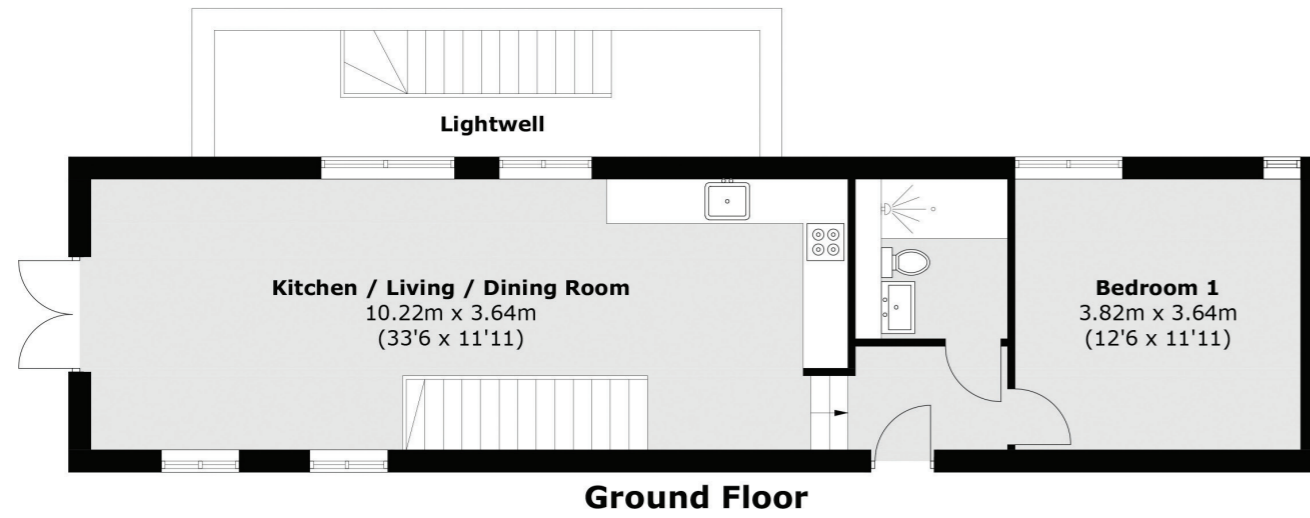 Lightwell
Kitchen / Living / Dining Room
10.22m x 3.64m
(33'6 x 11'11)
Bedroom 1
3.82m x 3.64m
(12'6 x 11'11)
Ground Floor